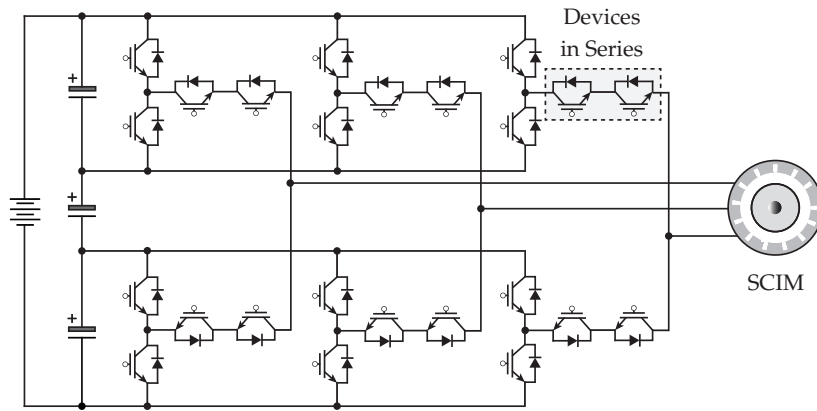 Devices
in Series
+
+
+
SCIM